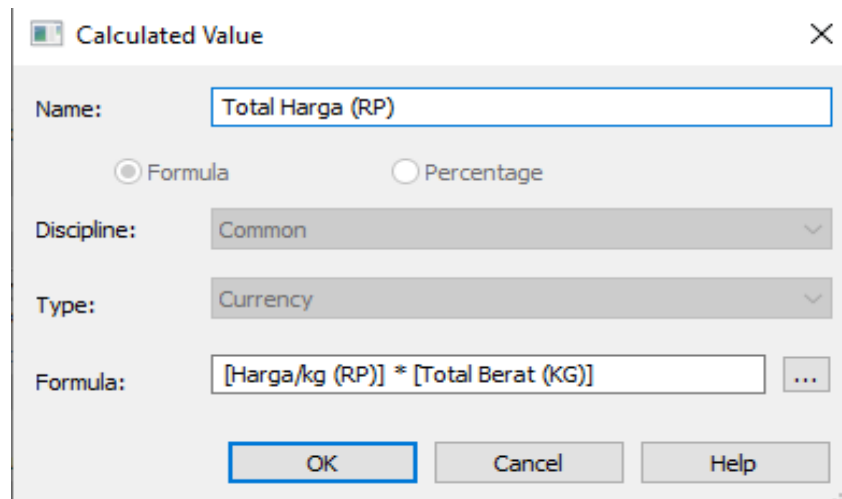 Calculated Value
Name: Total Harga (RP)
Formula Percentage
Discipline: Common
Type: Currency
Formula: [Harga/kg (RP)] * [Total Berat (KG)] ...
OK Cancel Help